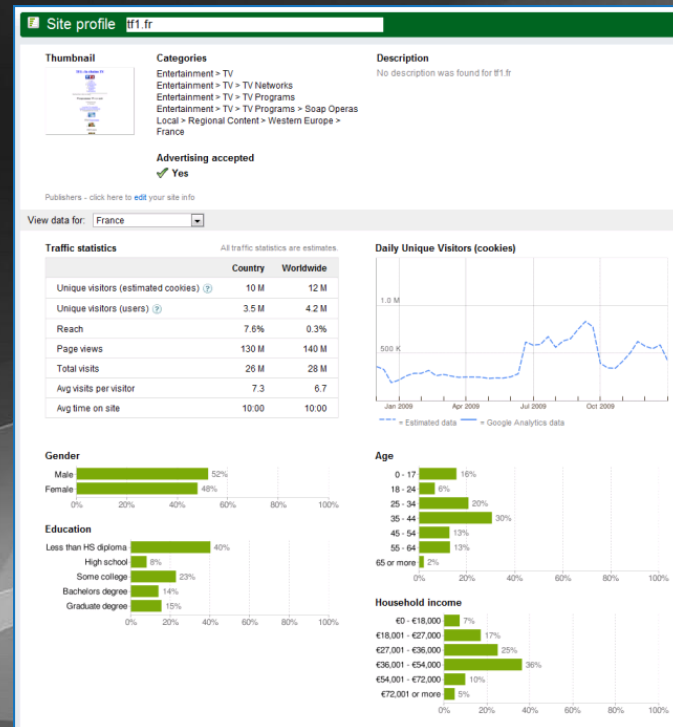 Site profile tf1.fr
Thumbnail
Categories
Entertainment > TV
Entertainment > TV > TV Networks
Entertainment > TV > TV Programs
Entertainment > TV > TV Programs > Soap Operas
Local > Regional Content > Western Europe >
France
Advertising accepted
Yes
Description
No description was found for tf1.fr
Publishers - click here to edit your site info
View data for: France
Traffic statistics All traffic statistics are estimates.
Country Worldwide
Unique visitors (estimated cookies) ? 10 M 12 M
Unique visitors (users) ? 3.5 M 4.2 M
Reach 7.6% 0.3%
Page views 130 M 140 M
Total visits 26 M 28 M
Avg visits per visitor 7.3 6.7
Avg time on site 10:00 10:00
Daily Unique Visitors (cookies)
1.0 M
500 K
Jan 2009 Apr 2009 Jul 2009 Oct 2009
= Estimated data = Google Analytics data
Gender
Male 52%
Female 48%
0% 20% 40% 60% 80% 100%
Education
Less than HS diploma 40%
High school 8%
Some college 23%
Bachelors degree 14%
Graduate degree 15%
0% 20% 40% 60% 80% 100%
Age
0 - 17 16%
18 - 24 6%
25 - 34 20%
35 - 44 30%
45 - 54 13%
55 - 64 13%
65 or more 2%
0% 20% 40% 60% 80% 100%
Household income
€0 - €18,000 7%
€18,001 - €27,000 17%
€27,001 - €36,000 25%
€36,001 - €54,000 36%
€54,001 - €72,000 10%
€72,001 or more 5%
0% 20% 40% 60% 80% 100%